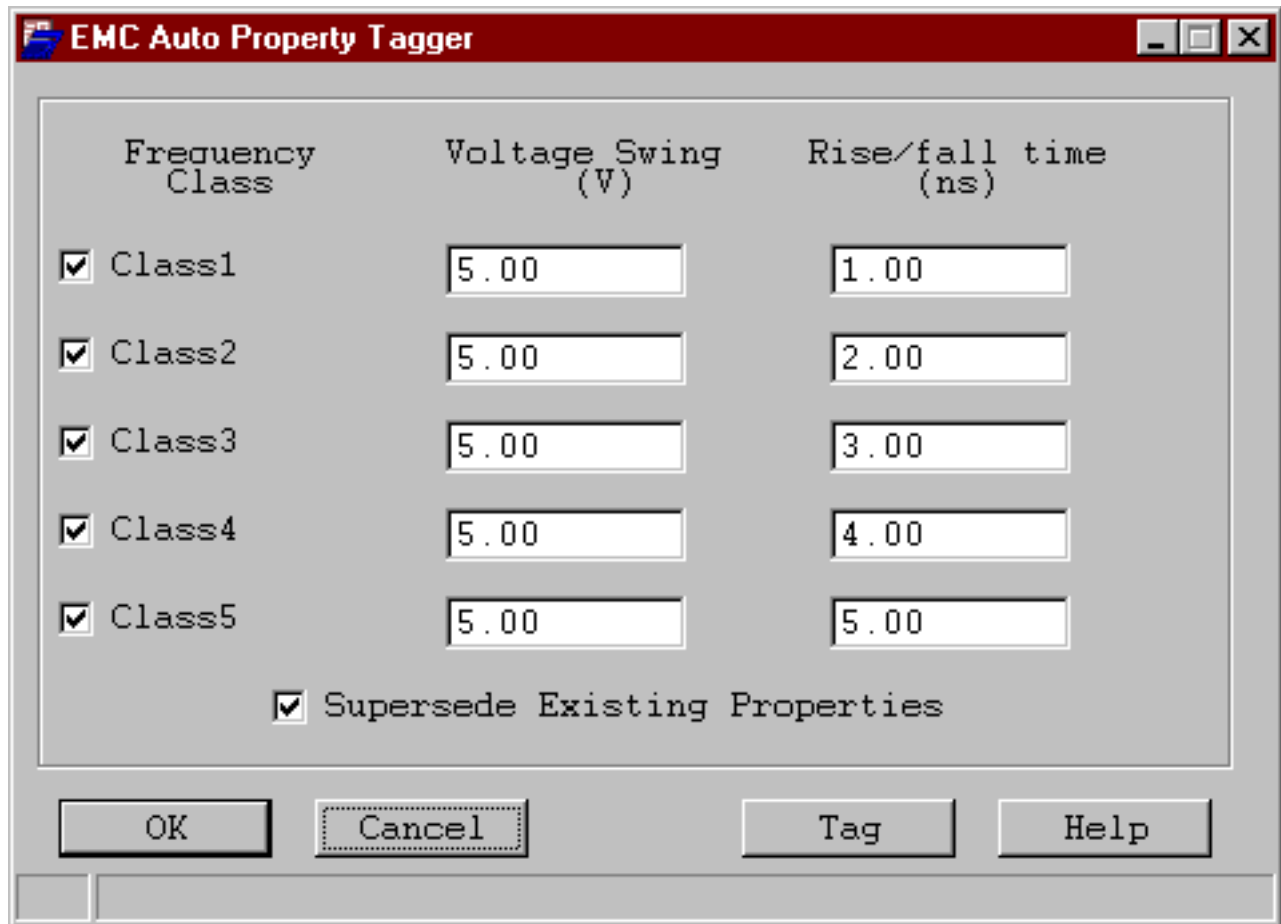 EMC Auto Property Tagger
Frequency Class
Voltage Swing (V)
Rise/fall time (ns)
Class1 5.00 1.00
Class2 5.00 2.00
Class3 5.00 3.00
Class4 5.00 4.00
Class5 5.00 5.00
Supersede Existing Properties
OK Cancel Tag Help